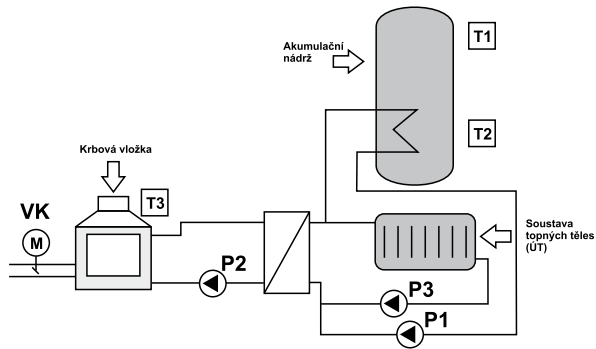 Akumulační
nádrž
T1
T2
Krbová vložka
T3
VK
M
P2
P3
P1
Soustava
topných těles
(ÚT)